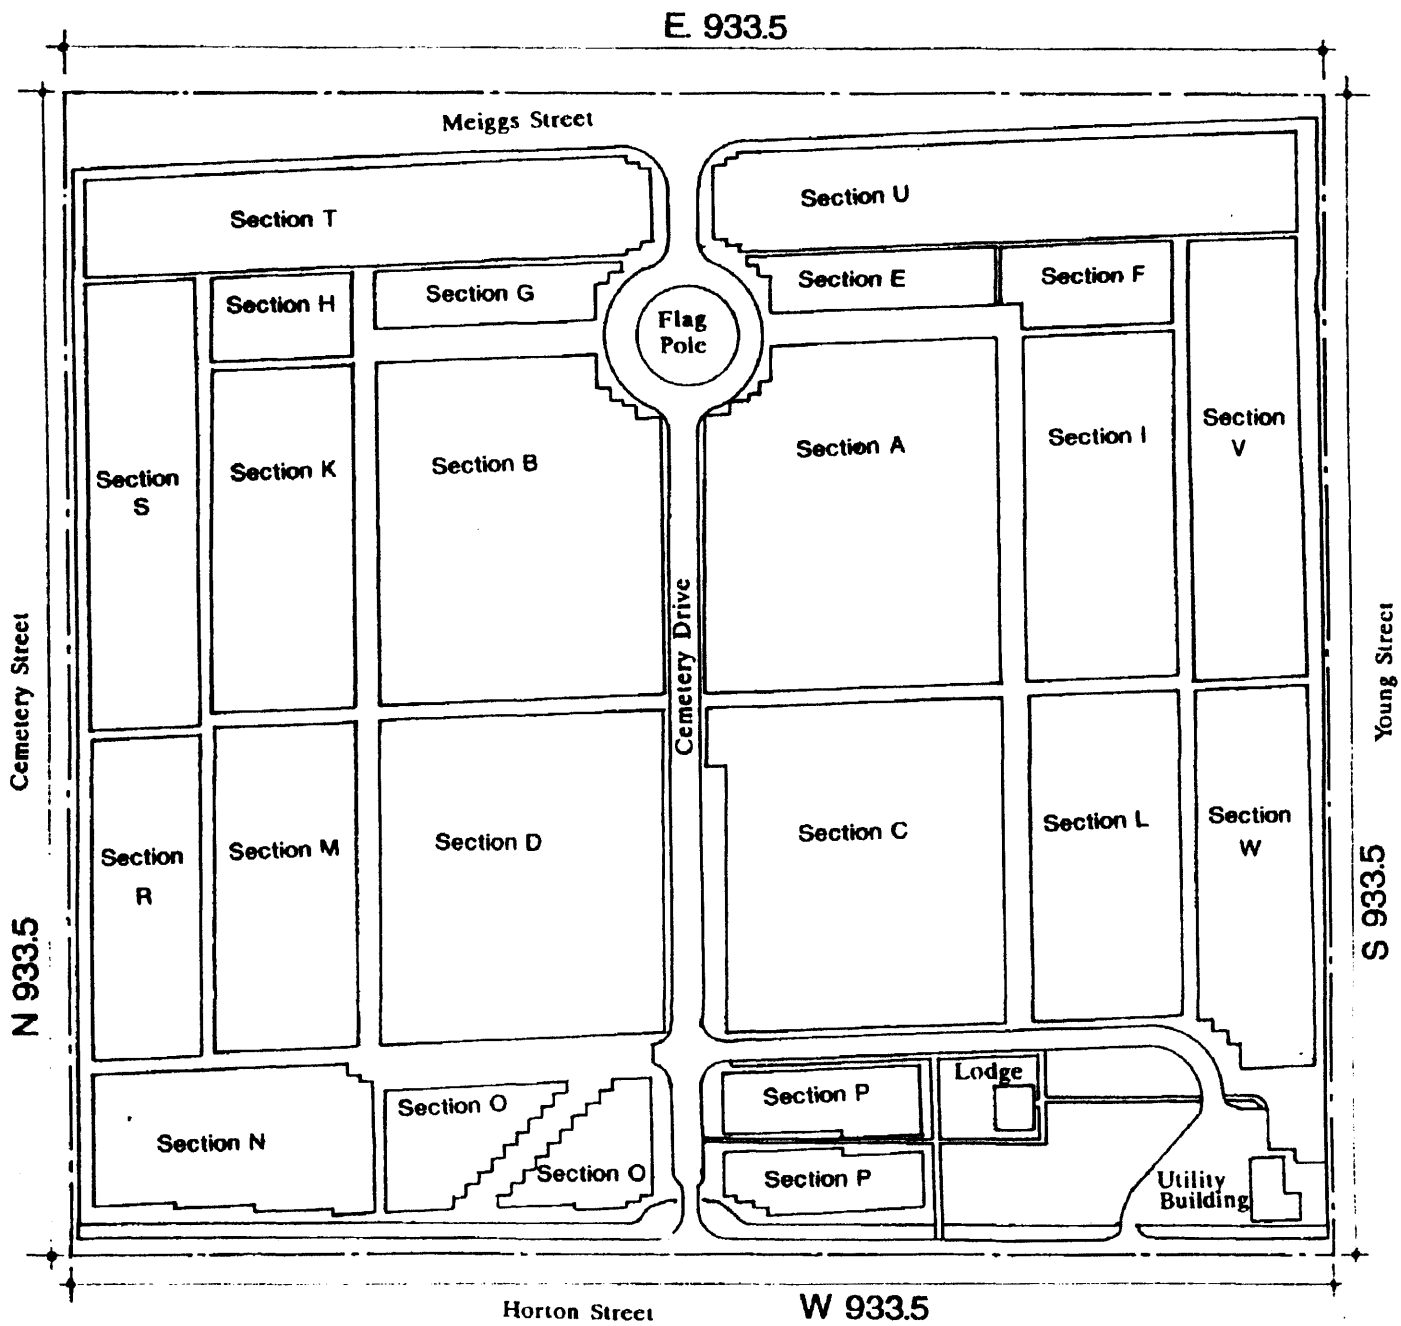 E. 933.5
Meiggs Street
Section T
Section U
Section H
Section G
Flag
Pole
Section E
Section F
Section
S
Section K
Section B
Section A
Section I
Section
V
Cemetery Street
Cemetery Drive
Young Street
Section
R
Section M
Section D
Section C
Section L
Section
W
N 933.5
S 933.5
Section N
Section O
Section O
Section P
Lodge
Section P
Utility
Building
Horton Street
W 933.5